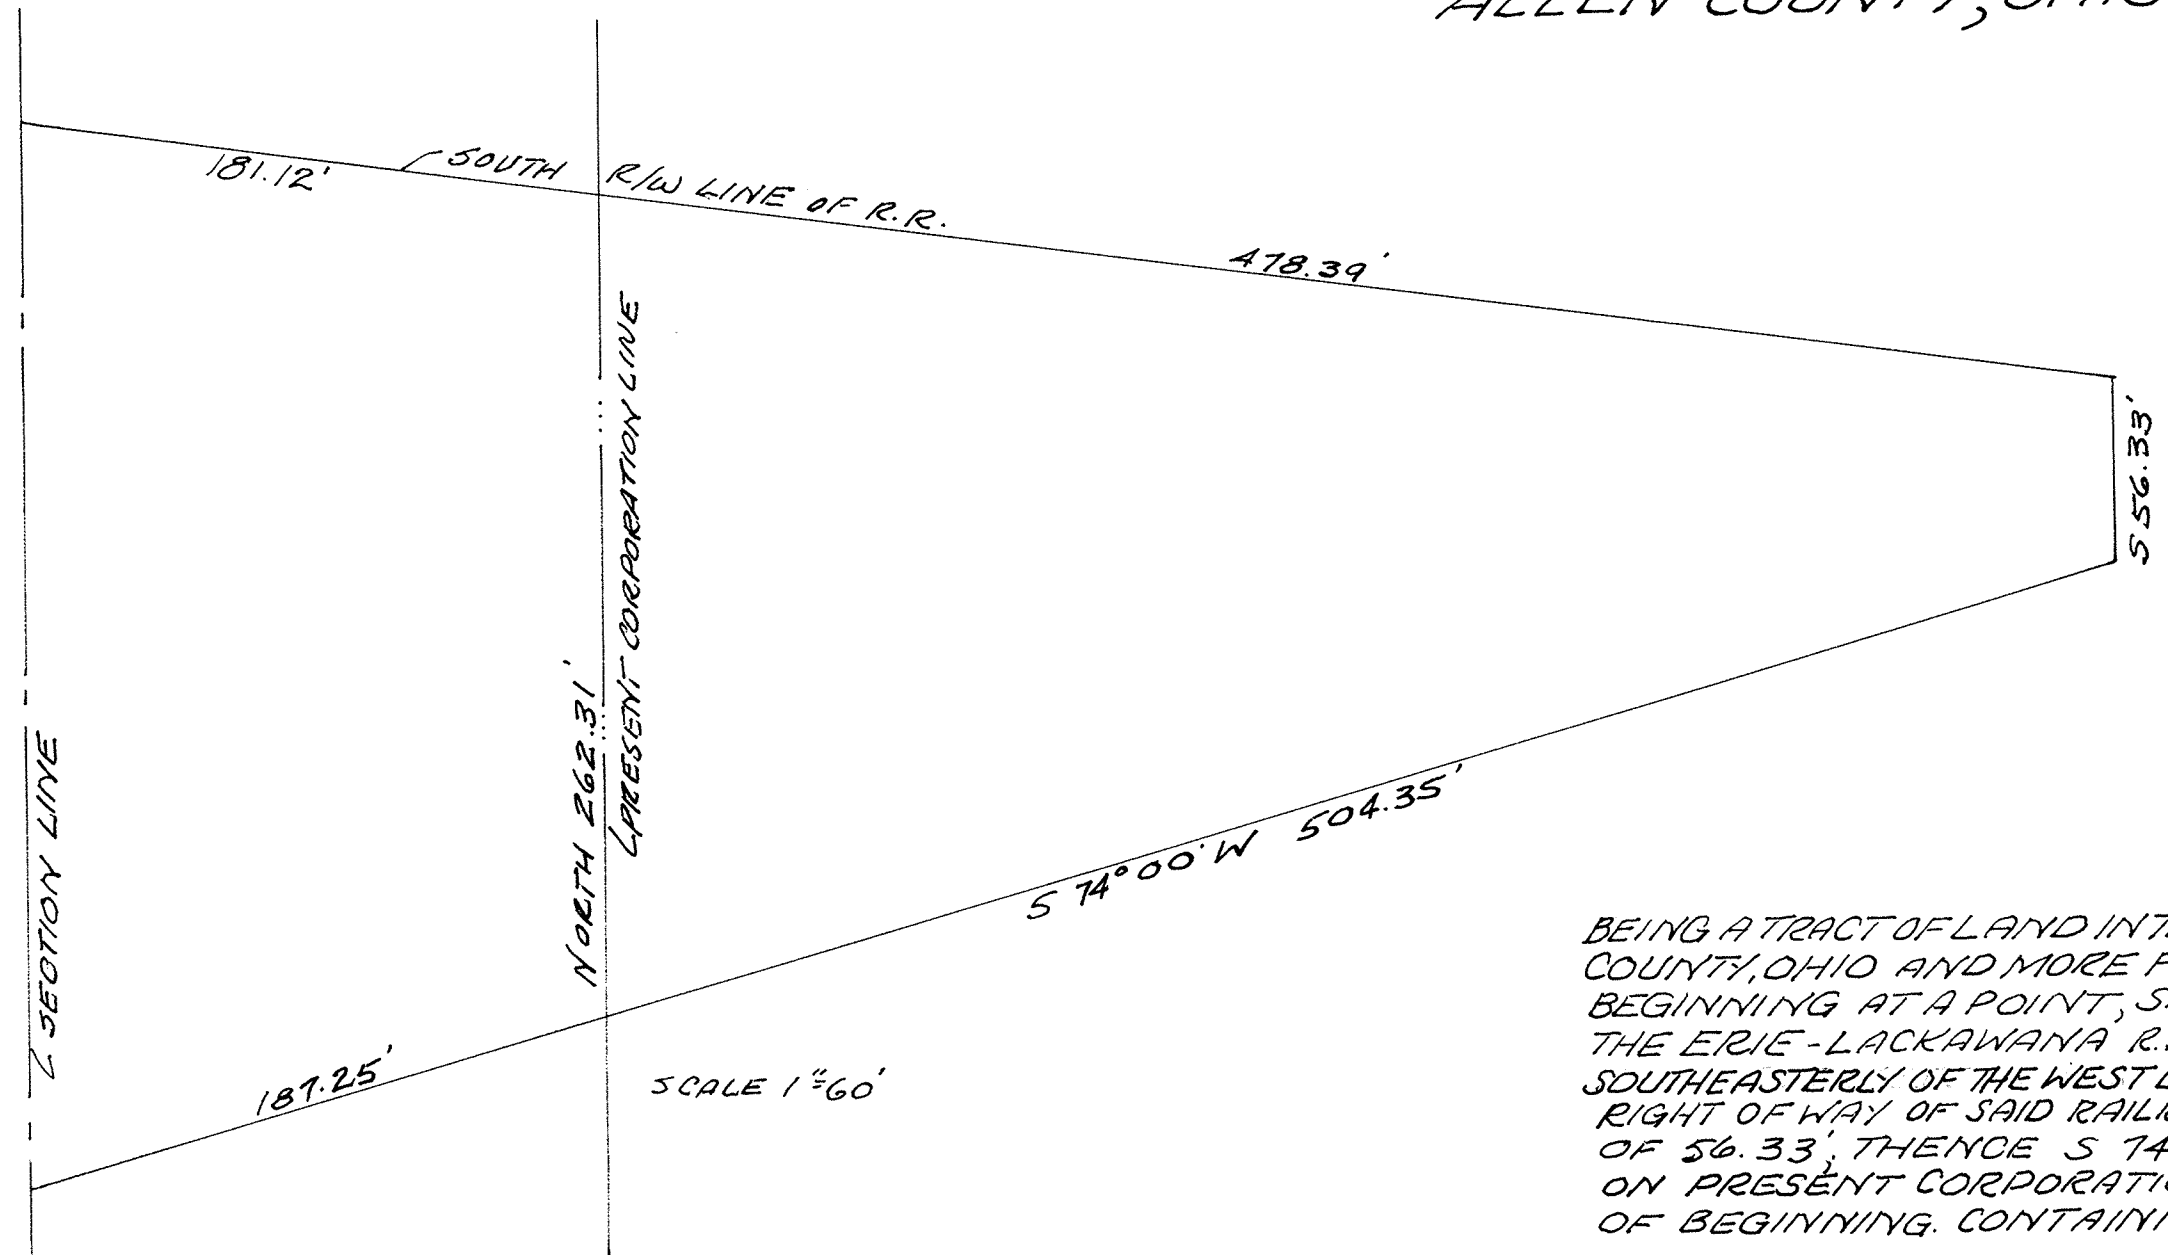 ALLEN COUNTY, OHIO
181.12'
SOUTH R/W LINE OF R.R.
478.39'
S 56.33'
PRESENT CORPORATION LINE
NORTH 262.31'
SECTION LINE
S 74° 00' W 504.35'
187.25'
SCALE 1"=60'
BEING A TRACT OF LAND IN
COUNTY, OHIO AND MORE
BEGINNING AT A POINT,
THE ERIE-LACKAWANA R.
SOUTHEASTERLY OF THE WEST
RIGHT OF WAY OF SAID
OF 56.33', THENCE S 74
ON PRESENT
OF BEGINNING.